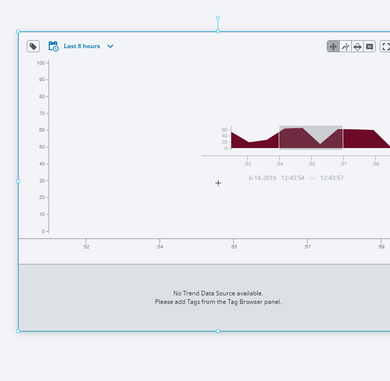 Last 8 hours
100
90
80
70
60
50
40
30
20
10
0
60
40
20
0
:52 :54 :55 :57 :58
6-14-2019 12:43:54 to 12:43:57
:52 :54 :55 :57 :59
No Trend Data Source available.
Please add Tags from the Tag Browser panel.